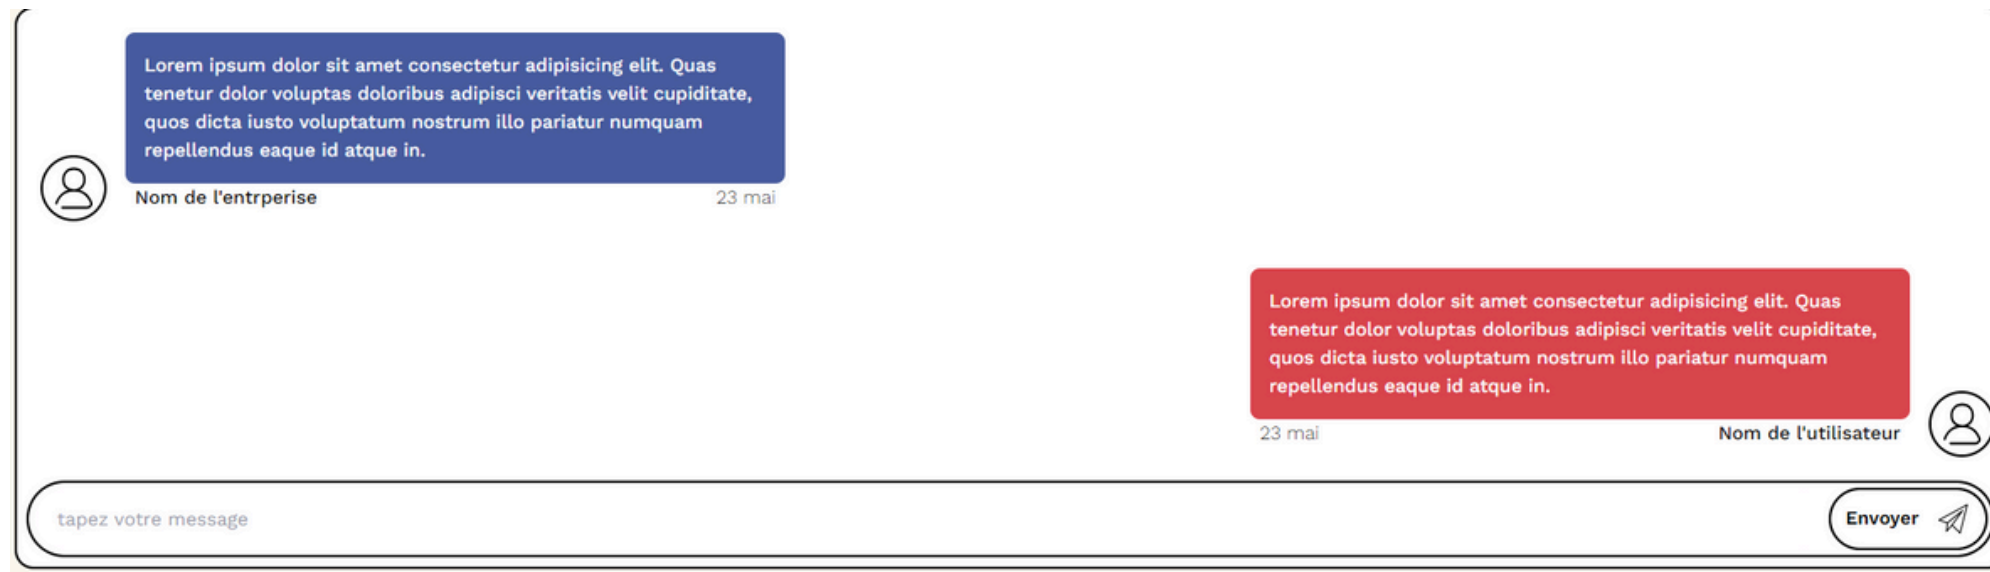 Lorem ipsum dolor sit amet consectetur adipisicing elit. Quas
tenetur dolor voluptas doloribus adipisci veritatis velit cupiditate,
quos dicta iusto voluptatum nostrum illo pariatur numquam
repellendus eaque id atque in.
Nom de l'entrperise 23 mai
Lorem ipsum dolor sit amet consectetur adipisicing elit. Quas
tenetur dolor voluptas doloribus adipisci veritatis velit cupiditate,
quos dicta iusto voluptatum nostrum illo pariatur numquam
repellendus eaque id atque in.
23 mai Nom de l'utilisateur
tapez votre message Envoyer